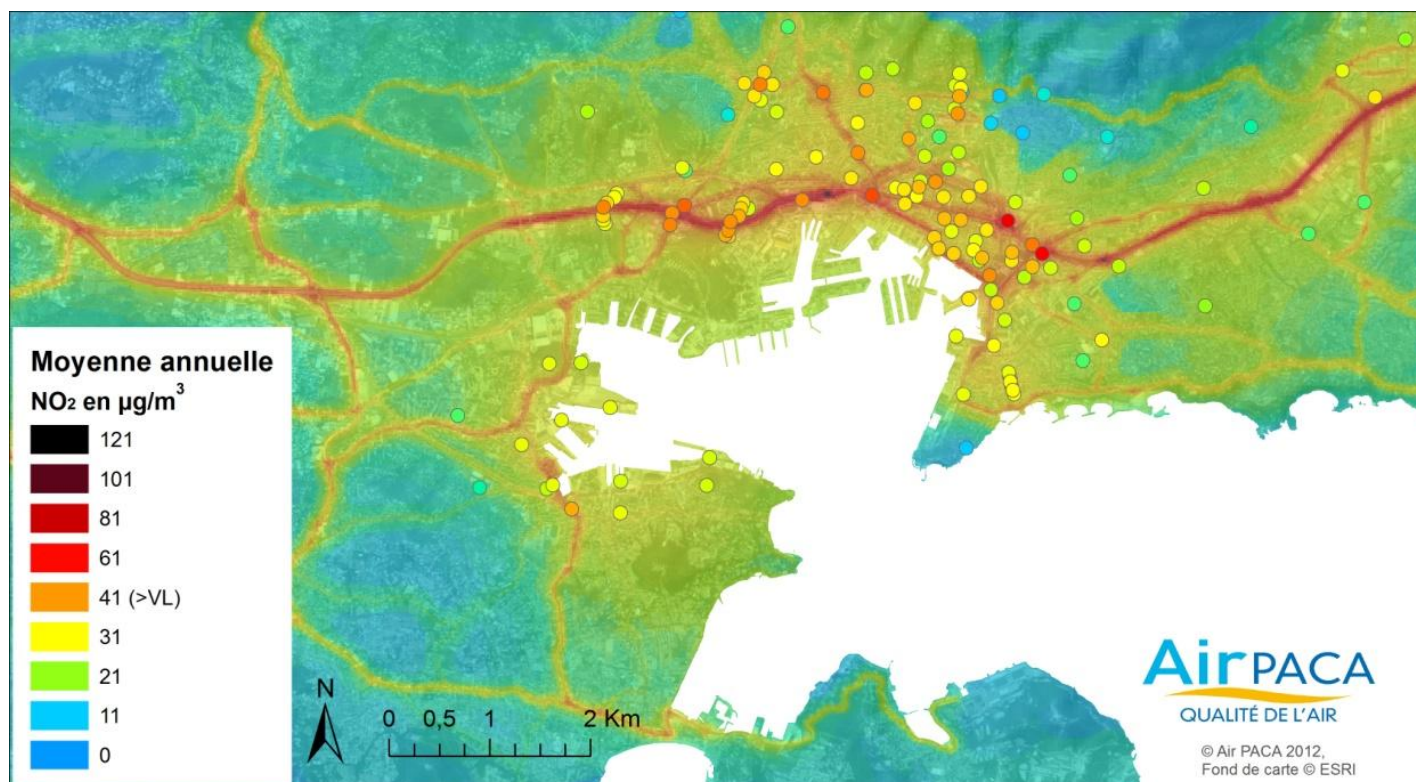 Moyenne annuelle
NO₂ en µg/m³
121
101
81
61
41 (>VL)
31
21
11
0
N
0 0,5 1 2 Km
AirPACA
QUALITÉ DE L'AIR
© Air PACA 2012,
Fond de carte © ESRI